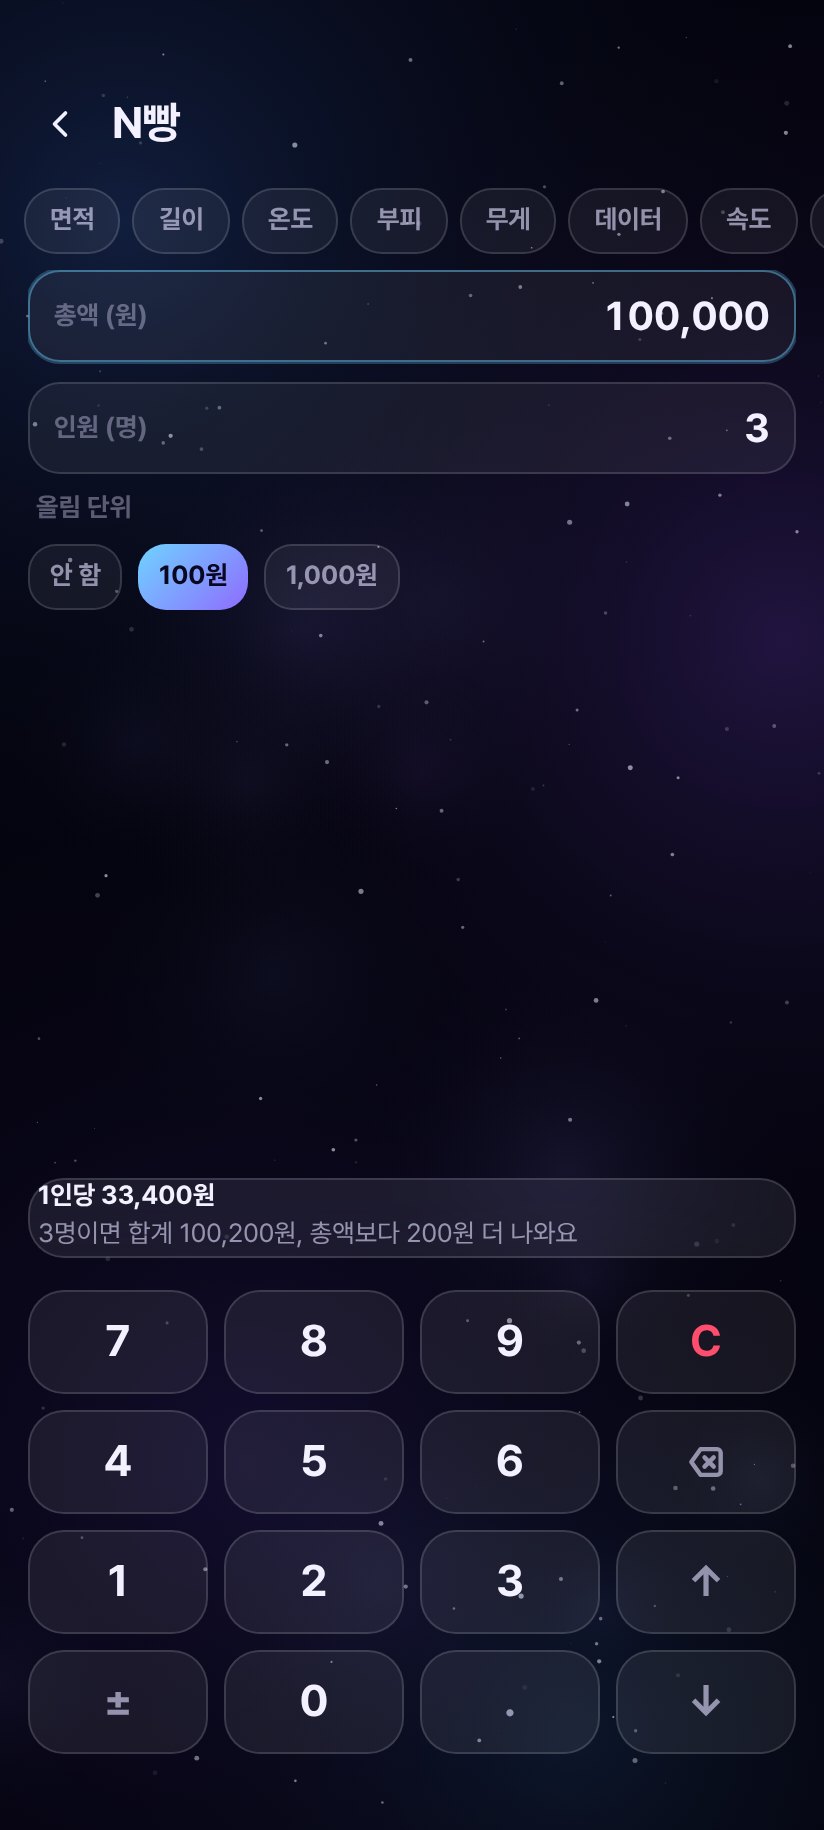 N빵
면적 길이 온도 부피 무게 데이터 속도
총액 (원) 100,000
인원 (명) 3
올림 단위
안 함 100원 1,000원
1인당 33,400원
3명이면 합계 100,200원, 총액보다 200원 더 나와요
7 8 9 C
4 5 6
1 2 3 ↑
± 0 . ↓